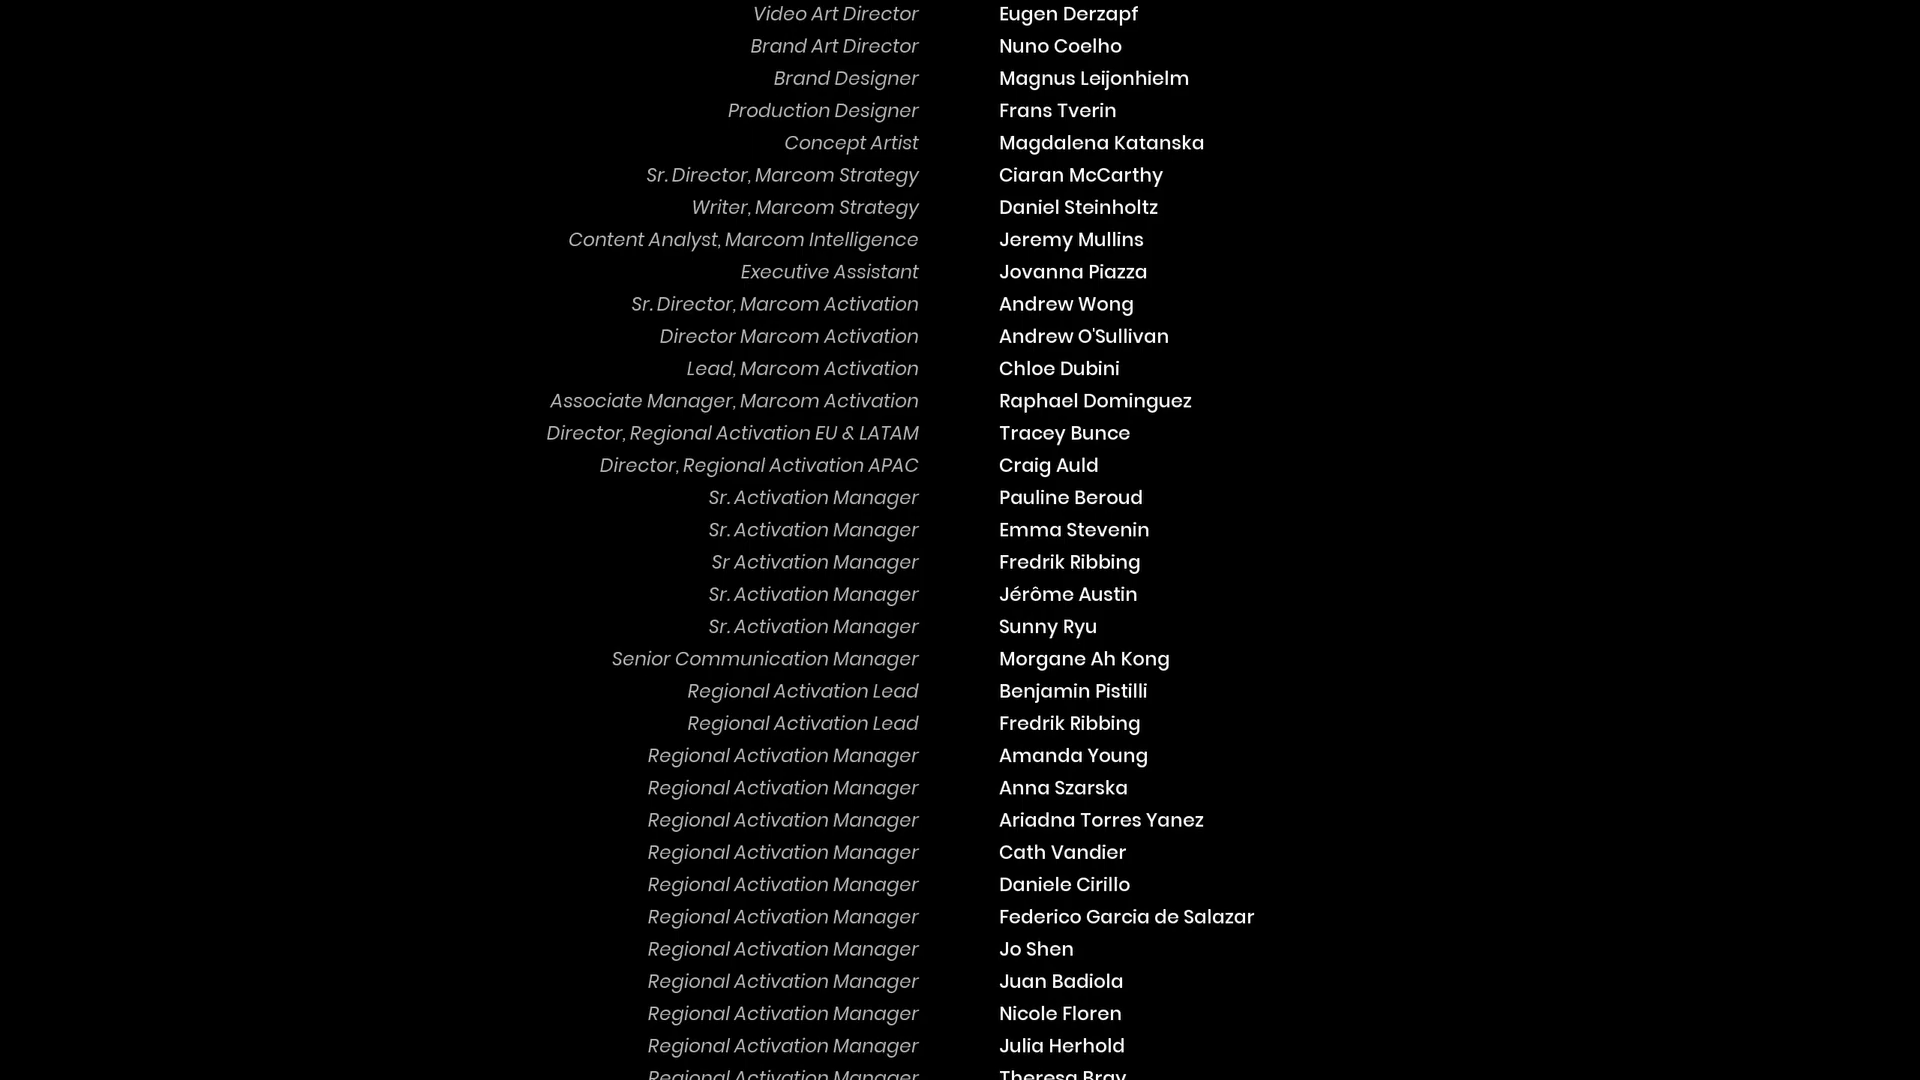 Video Art Director Eugen Derzapf
Brand Art Director Nuno Coelho
Brand Designer Magnus Leijonhielm
Production Designer Frans Tverin
Concept Artist Magdalena Katanska
Sr. Director, Marcom Strategy Ciaran McCarthy
Writer, Marcom Strategy Daniel Steinholtz
Content Analyst, Marcom Intelligence Jeremy Mullins
Executive Assistant Jovanna Piazza
Sr. Director, Marcom Activation Andrew Wong
Director Marcom Activation Andrew O'Sullivan
Lead, Marcom Activation Chloe Dubini
Associate Manager, Marcom Activation Raphael Dominguez
Director, Regional Activation EU & LATAM Tracey Bunce
Director, Regional Activation APAC Craig Auld
Sr. Activation Manager Pauline Beroud
Sr. Activation Manager Emma Stevenin
Sr Activation Manager Fredrik Ribbing
Sr. Activation Manager Jérôme Austin
Sr. Activation Manager Sunny Ryu
Senior Communication Manager Morgane Ah Kong
Regional Activation Lead Benjamin Pistilli
Regional Activation Lead Fredrik Ribbing
Regional Activation Manager Amanda Young
Regional Activation Manager Anna Szarska
Regional Activation Manager Ariadna Torres Yanez
Regional Activation Manager Cath Vandier
Regional Activation Manager Daniele Cirillo
Regional Activation Manager Federico Garcia de Salazar
Regional Activation Manager Jo Shen
Regional Activation Manager Juan Badiola
Regional Activation Manager Nicole Floren
Regional Activation Manager Julia Herhold
Regional Activation Manager Theresa Bray